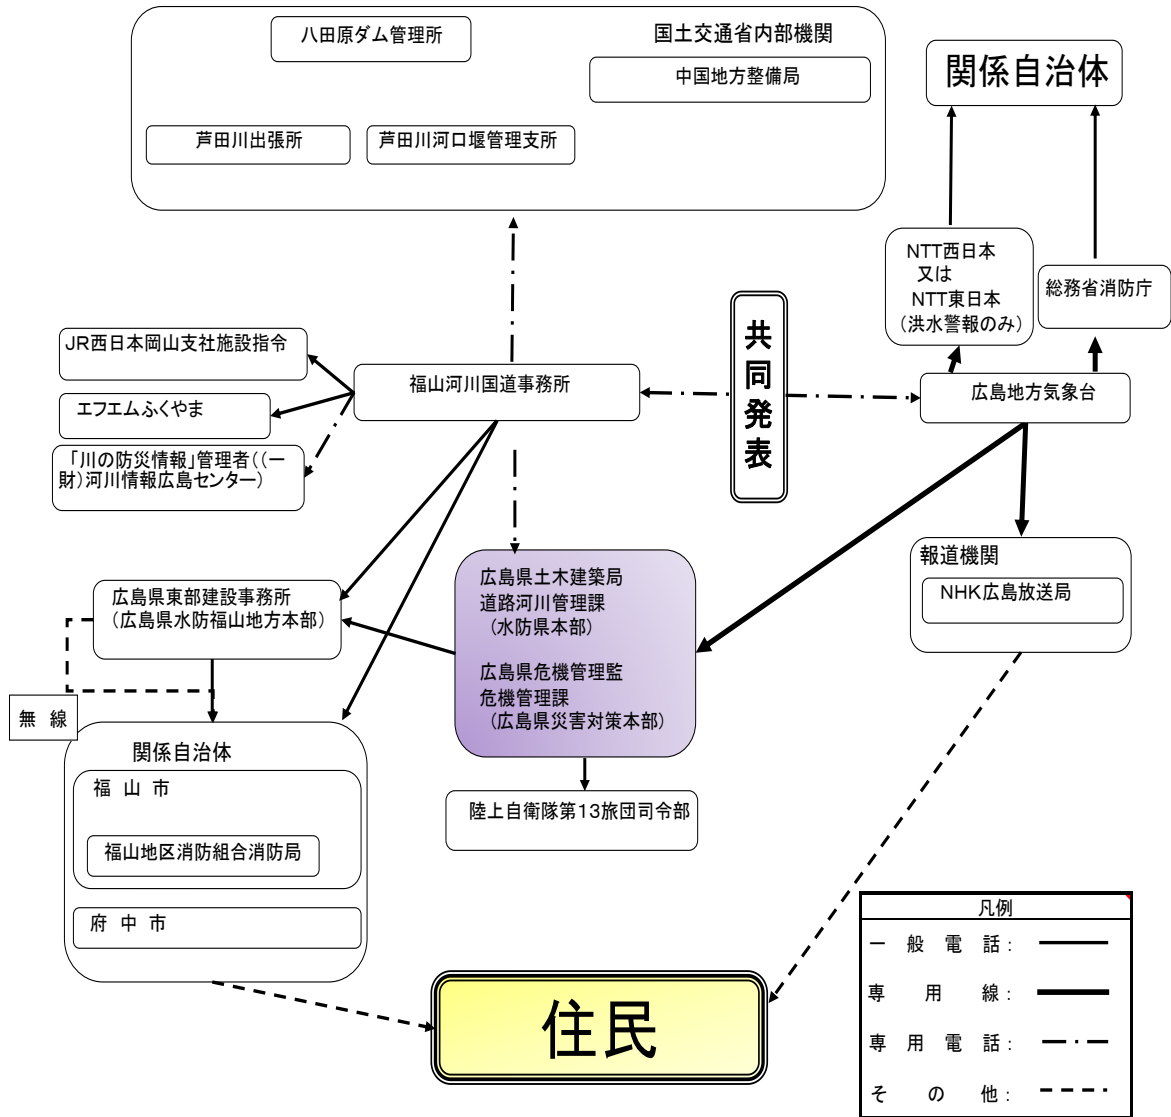 八田原ダム管理所
国土交通省内部機関
中国地方整備局
芦田川出張所
芦田川河口堰管理支所
関係自治体
NTT西日本
又は
NTT東日本
(洪水警報のみ)
総務省消防庁
共同発表
JR西日本岡山支社施設指令
福山河川国道事務所
広島地方気象台
エフエムふくやま
「川の防災情報」管理者((一
財)河川情報広島センター)
報道機関
NHK広島放送局
広島県土木建築局
道路河川管理課
(水防県本部)
広島県危機管理監
危機管理課
(広島県災害対策本部)
広島県東部建設事務所
(広島県水防福山地方本部)
無 線
関係自治体
福 山 市
福山地区消防組合消防局
府 中 市
陸上自衛隊第13旅団司令部
住民
凡例
一 般 電 話 :
専 用 線 :
専 用 電 話 :
そ の 他 :